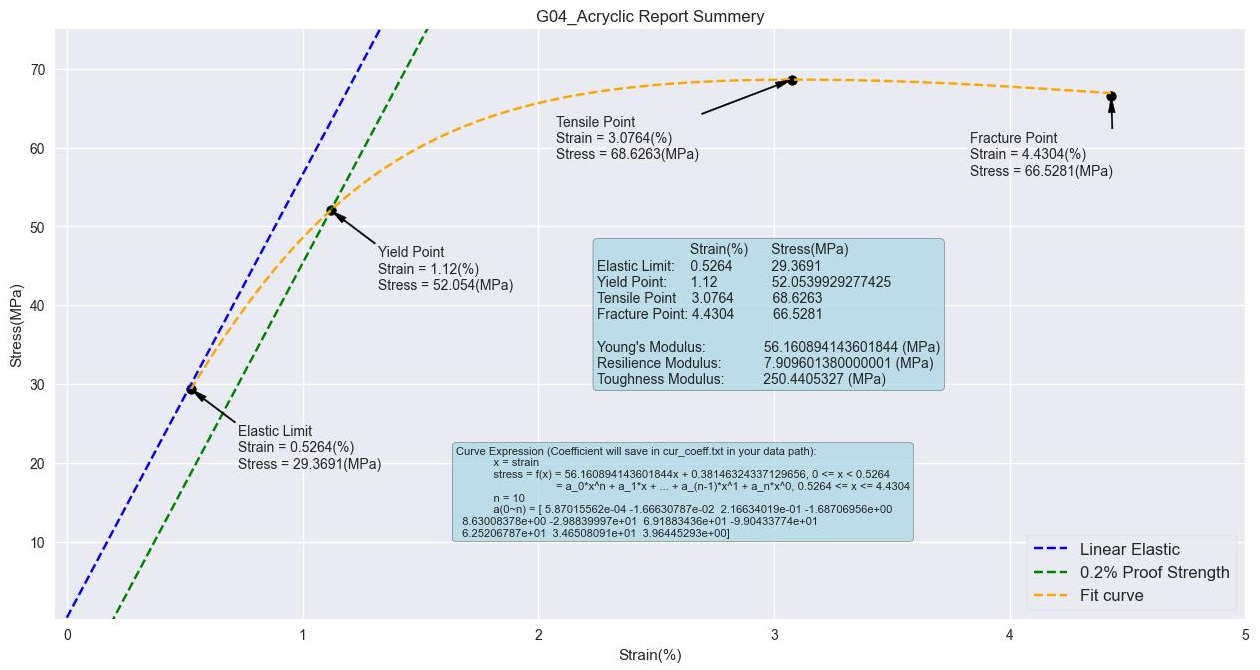 G04_Acryclic Report Summery
Stress(MPa)
70
60
50
40
30
20
10
Tensile Point
Strain = 3.0764(%)
Stress = 68.6263(MPa)
Fracture Point
Strain = 4.4304(%)
Stress = 66.5281(MPa)
Yield Point
Strain = 1.12(%)
Stress = 52.054(MPa)
Strain(%) Stress(MPa)
Elastic Limit: 0.5264 29.3691
Yield Point: 1.12 52.0539929277425
Tensile Point 3.0764 68.6263
Fracture Point: 4.4304 66.5281
Young's Modulus: 56.160894143601844 (MPa)
Resilience Modulus: 7.909601380000001 (MPa)
Toughness Modulus: 250.4405327 (MPa)
Elastic Limit
Strain = 0.5264(%)
Stress = 29.3691(MPa)
Curve Expression (Coefficient will save in cur_coeff.txt in your data path):
x = strain
stress = f(x) = 56.160894143601844x + 0.38146324337129656, 0 <= x < 0.5264
= a_0*x^n + a_1*x + ... + a_(n-1)*x^1 + a_n*x^0, 0.5264 <= x <= 4.4304
n = 10
a(0~n) = [ 5.87015562e-04 -1.66630787e-02 2.16634019e-01 -1.68706956e+00
8.63008378e+00 -2.98839997e+01 6.91883436e+01 -9.90433774e+01
6.25206787e+01 3.46508091e+01 3.96445293e+00]
Linear Elastic
0.2% Proof Strength
Fit curve
0 1 2 3 4 5
Strain(%)